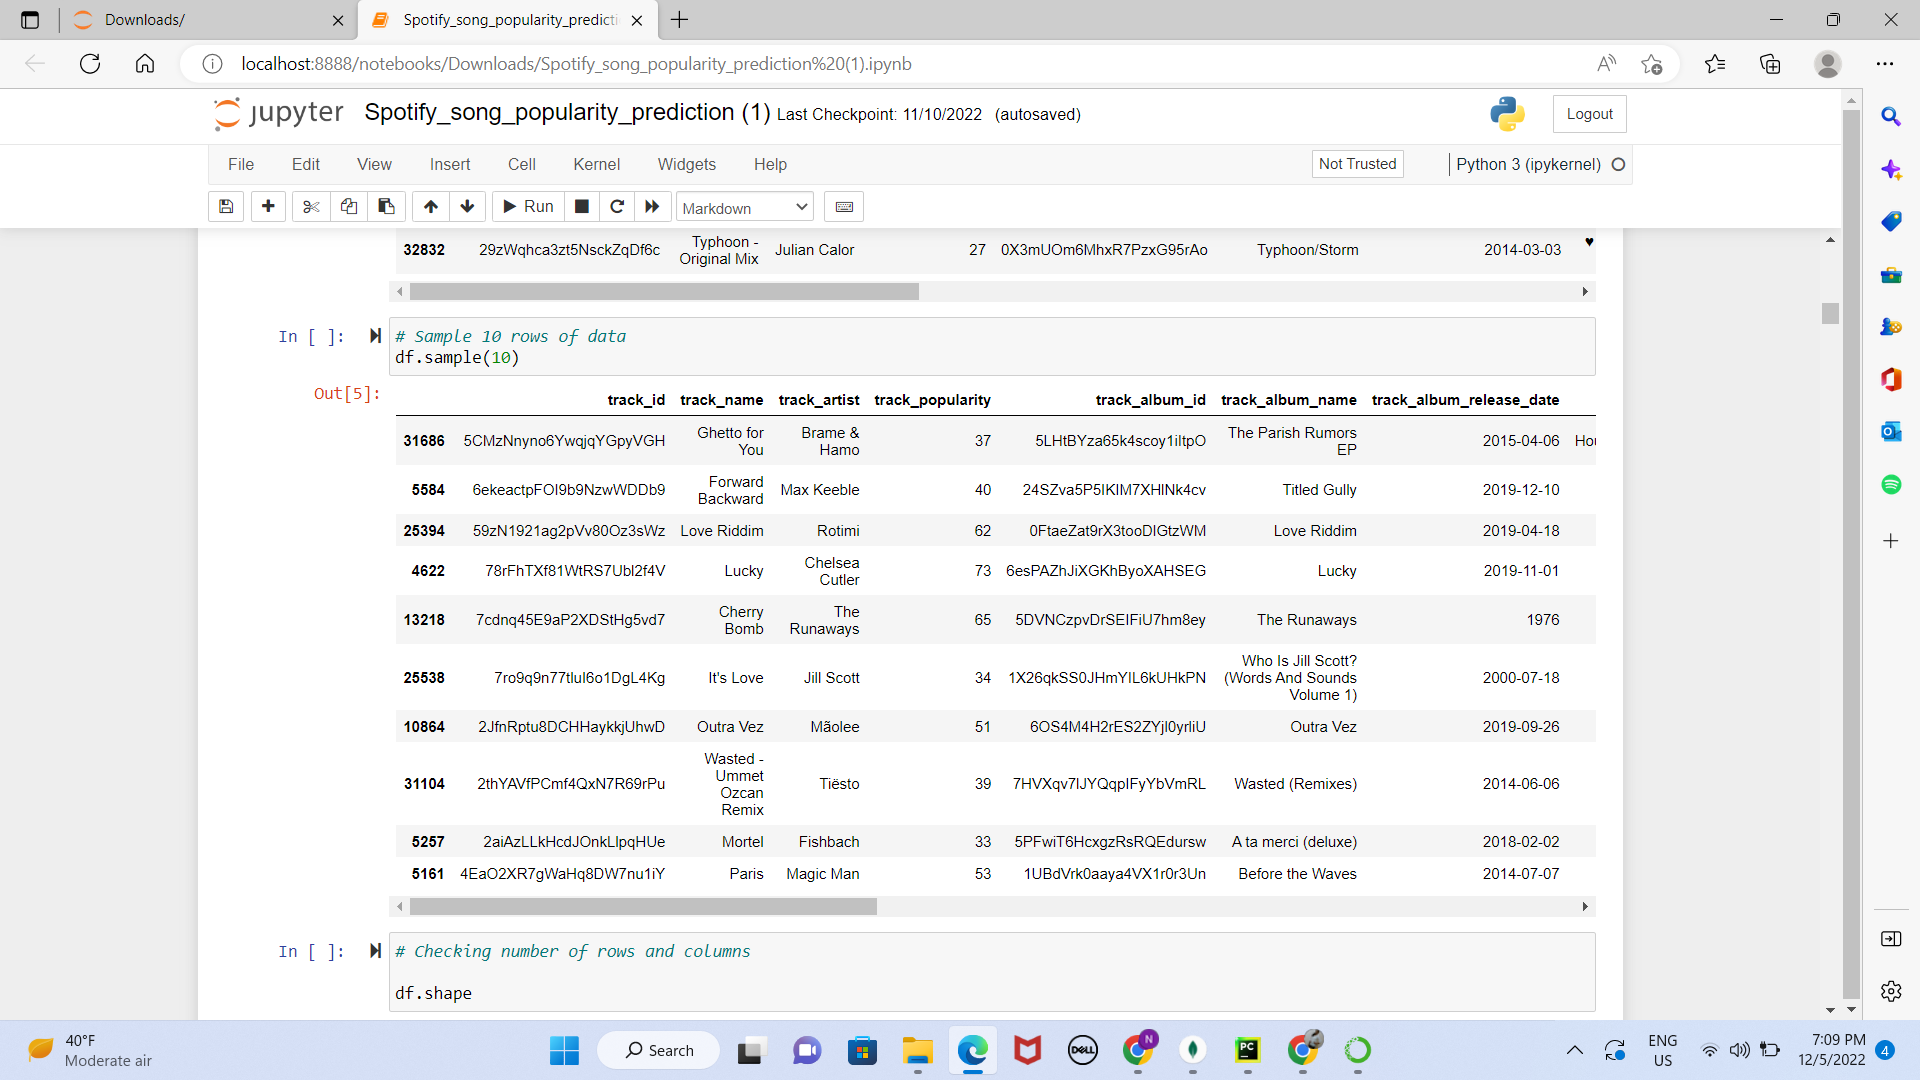 Downloads/
Spotify_song_popularity_predicti
localhost:8888/notebooks/Downloads/Spotify_song_popularity_prediction%20(1).ipynb
jupyter Spotify_song_popularity_prediction (1) Last Checkpoint: 11/10/2022 (autosaved)
Logout
File Edit View Insert Cell Kernel Widgets Help
Not Trusted Python 3 (ipykernel)
Run Markdown
32832 29zWqhca3zt5NsckZqDf6c Typhoon - Original Mix Julian Calor 27 0X3mUOm6MhxR7PzxG95rAo Typhoon/Storm 2014-03-03
In [ ]: # Sample 10 rows of data
df.sample(10)
Out[5]:
track_id track_name track_artist track_popularity track_album_id track_album_name track_album_release_date
31686 5CMzNnyno6YwqjqYGpyVGH Ghetto for You Brame & Hamo 37 5LHtBYza65k4scoy1iltpO The Parish Rumors EP 2015-04-06 Hou
5584 6ekeactpFOI9b9NzwWDDb9 Forward Backward Max Keeble 40 24SZva5P5IKIM7XHlNk4cv Titled Gully 2019-12-10
25394 59zN1921ag2pVv80Oz3sWz Love Riddim Rotimi 62 0FtaeZat9rX3tooDIGtzWM Love Riddim 2019-04-18
4622 78rFhTXf81WtRS7Ubl2f4V Lucky Chelsea Cutler 73 6esPAZhJiXGKhByoXAHSEG Lucky 2019-11-01
13218 7cdnq45E9aP2XDStHg5vd7 Cherry Bomb The Runaways 65 5DVNCzpvDrSEIFiU7hm8ey The Runaways 1976
25538 7ro9q9n77tluI6o1DgL4Kg It's Love Jill Scott 34 1X26qkSS0JHmYIL6kUHkPN Who Is Jill Scott? (Words And Sounds Volume 1) 2000-07-18
10864 2JfnRptu8DCHHaykkjUhwD Outra Vez Mãolee 51 6OS4M4H2rES2ZYjl0yrliU Outra Vez 2019-09-26
31104 2thYAVfPCmf4QxN7R69rPu Wasted - Ummet Ozcan Remix Tiësto 39 7HVXqv7lJYQqpIFyYbVmRL Wasted (Remixes) 2014-06-06
5257 2aiAzLLkHcdJOnkLlpqHUe Mortel Fishbach 33 5PFwiT6HcxgzRsRQEdursw A ta merci (deluxe) 2018-02-02
5161 4EaO2XR7gWaHq8DW7nu1iY Paris Magic Man 53 1UBdVrk0aaya4VX1r0r3Un Before the Waves 2014-07-07
In [ ]: # Checking number of rows and columns
df.shape
40°F
Moderate air
Search
N
DELL
PC
ENG
US
7:09 PM
12/5/2022
4